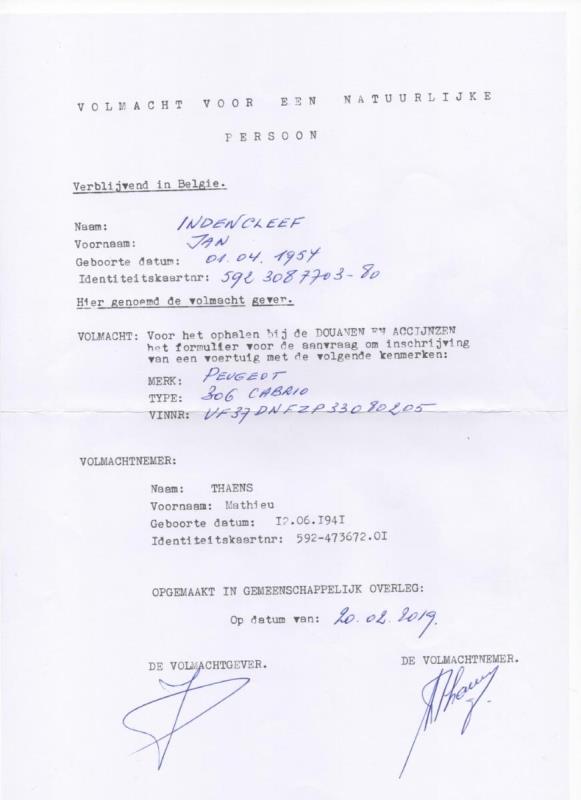 VOLMACHT VOOR EEN NATUURLIJKE
PERSOON
Verblijvend in Belgie.
Naam: INDENCLEEF
Voornaam: JAN
Geboorte datum: 01.04.1954
Identiteitskaartnr: 592 3087703-80
Hier genoemd de volmacht gever.
VOLMACHT: Voor het ophalen bij de DOUANEN EN ACCIJNZEN
het formulier voor de aanvraag om inschrijving
van een voertuig met de volgende kenmerken:
MERK: PEUGEOT
TYPE: 306 CABRIO
VINNR: VF37DNFZP33080205
VOLMACHTNEMER:
Naam: THAENS
Voornaam: Mathieu
Geboorte datum: I2.06.I94I
Identiteitskaartnr: 592-473672.0I
OPGEMAAKT IN GEMEENSCHAPPELIJK OVERLEG:
Op datum van: 20.02.2019.
DE VOLMACHTGEVER. DE VOLMACHTNEMER.